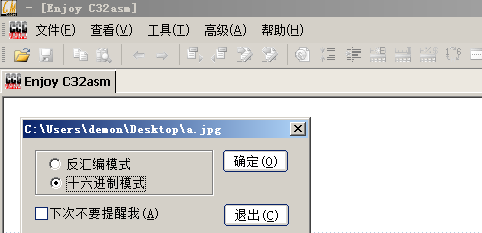 - [Enjoy C32asm]
文件(F) 查看(V) 工具(T) 高级(A) 帮助(H)
Enjoy C32asm
C:\Users\demon\Desktop\a.jpg
反汇编模式
确定(O)
十六进制模式
下次不要提醒我(A)
退出(C)